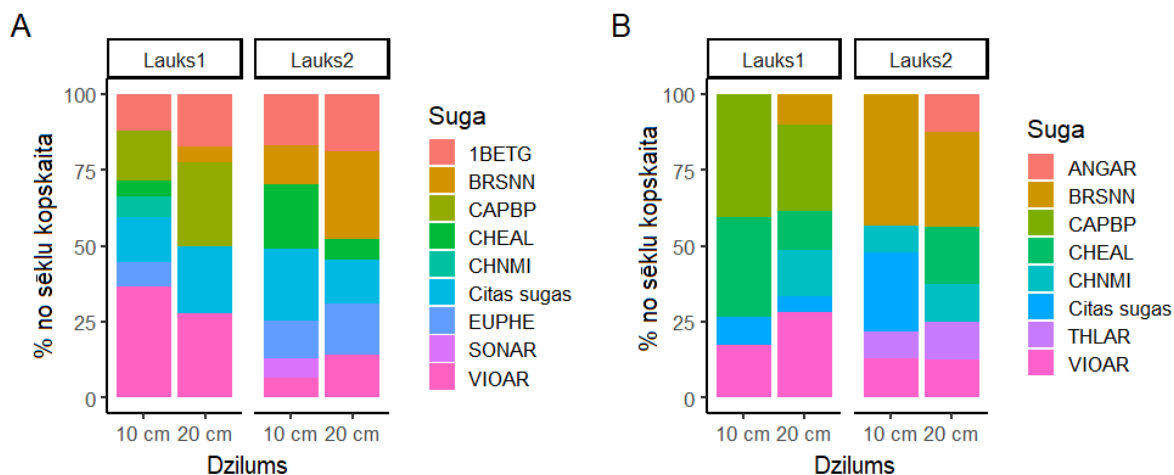 A
Lauks1 Lauks2
% no sēklu kopskaita
100
75
50
25
0
10 cm 20 cm 10 cm 20 cm
Dzilums
Suga
1BETG
BRSNN
CAPBP
CHEAL
CHNMI
Citas sugas
EUPHE
SONAR
VIOAR
B
Lauks1 Lauks2
% no sēklu kopskaita
100
75
50
25
0
10 cm 20 cm 10 cm 20 cm
Dzilums
Suga
ANGAR
BRSNN
CAPBP
CHEAL
CHNMI
Citas sugas
THLAR
VIOAR